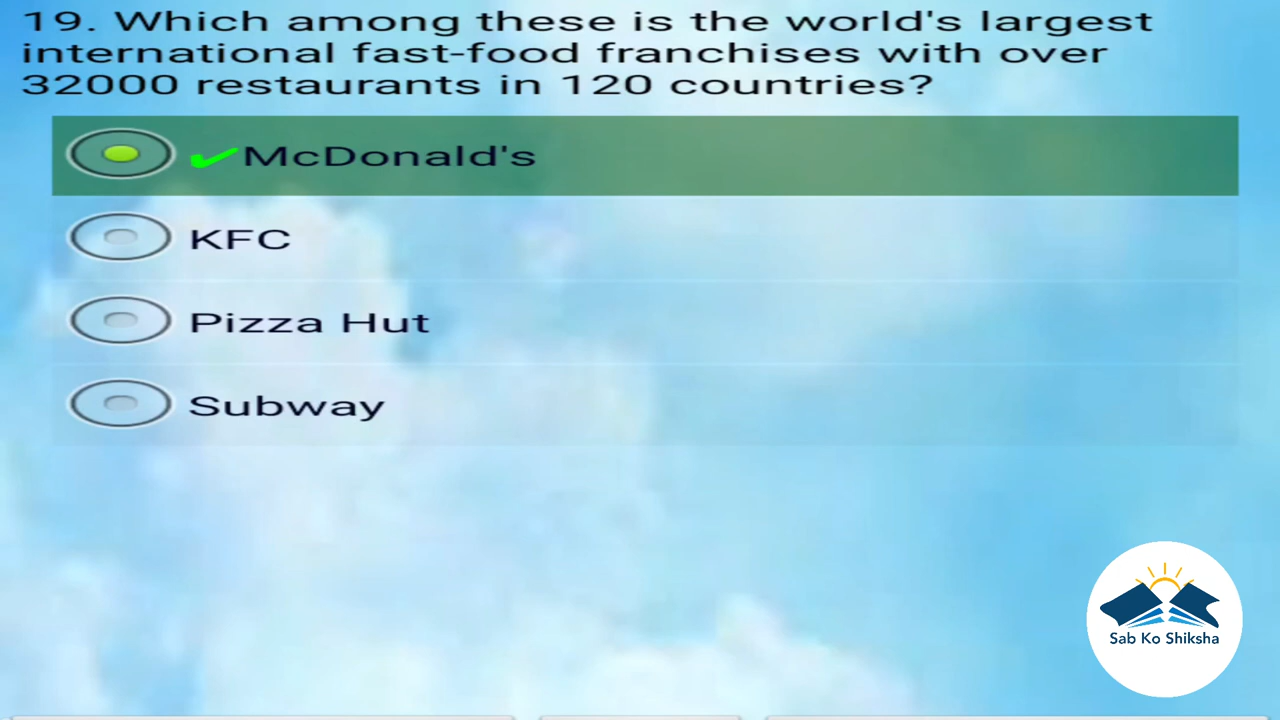 19. Which among these is the world's largest
international fast-food franchises with over
32000 restaurants in 120 countries?
✔McDonald's
KFC
Pizza Hut
Subway
Sab Ko Shiksha